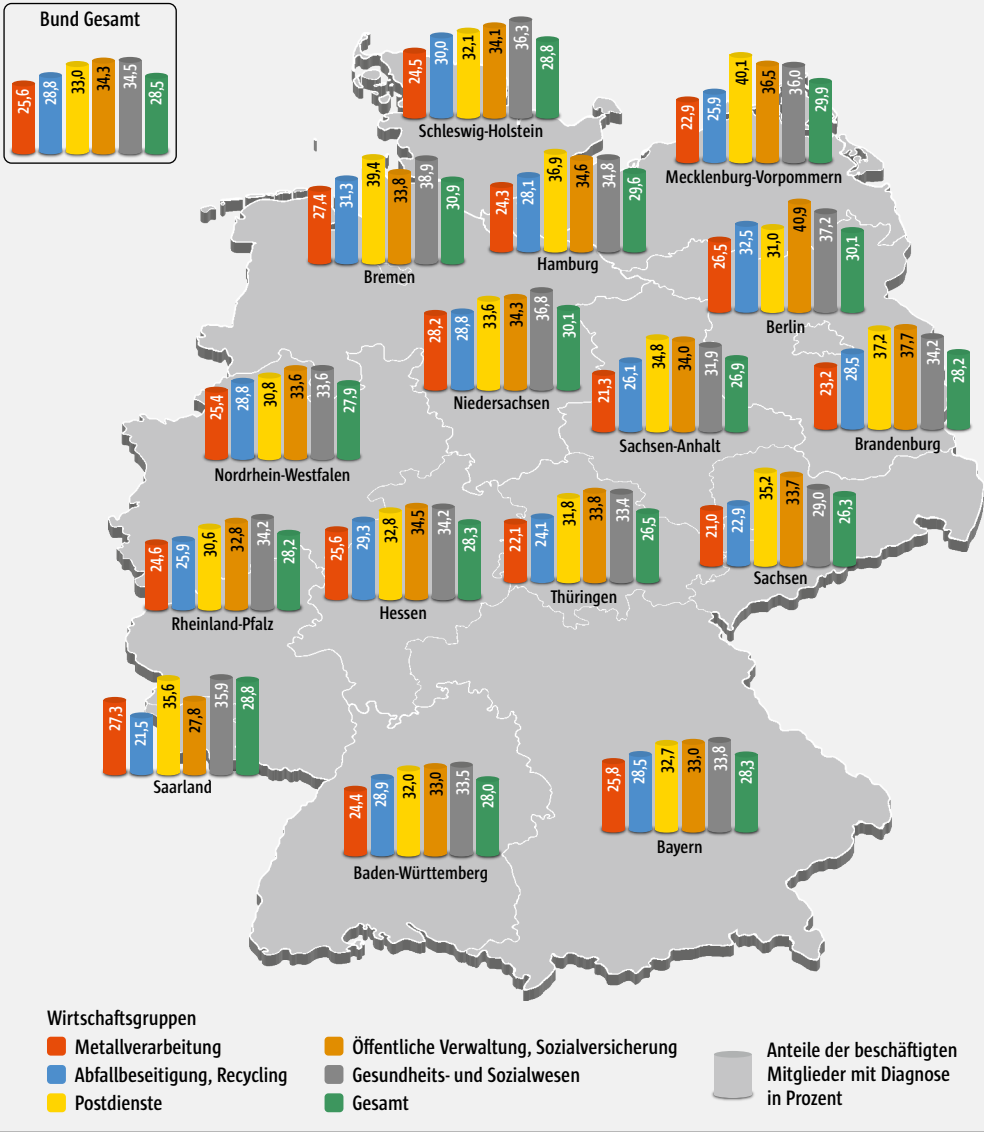 Bund Gesamt
25,6 28,8 33,0 34,3 34,5 28,5
24,5 30,0 32,1 34,1 36,3 28,8
Schleswig-Holstein
22,9 25,9 40,1 36,5 36,0 29,9
Mecklenburg-Vorpommern
27,4 31,3 39,4 33,8 38,9 30,9
Bremen
24,3 28,1 36,9 34,6 34,8 29,6
Hamburg
26,5 32,5 31,0 40,9 37,2 30,1
Berlin
28,2 28,8 33,6 34,3 36,8 30,1
Niedersachsen
21,3 26,1 34,8 34,0 31,9 26,9
Sachsen-Anhalt
23,2 28,5 37,2 37,7 34,2 28,2
Brandenburg
25,4 28,8 30,8 33,6 33,6 27,9
Nordrhein-Westfalen
24,6 25,9 30,6 32,8 34,2 28,2
Rheinland-Pfalz
25,6 29,3 32,8 34,5 34,2 28,3
Hessen
22,1 24,1 31,8 33,8 33,4 26,5
Thüringen
21,0 22,9 35,2 33,7 29,0 26,3
Sachsen
27,3 21,5 35,6 27,8 35,9 28,8
Saarland
24,4 28,9 32,0 33,0 33,5 28,0
Baden-Württemberg
25,8 28,5 32,7 33,0 33,8 28,3
Bayern
Wirtschaftsgruppen
Metallverarbeitung
Abfallbeseitigung, Recycling
Postdienste
Öffentliche Verwaltung, Sozialversicherung
Gesundheits- und Sozialwesen
Gesamt
Anteile der beschäftigten
Mitglieder mit Diagnose
in Prozent